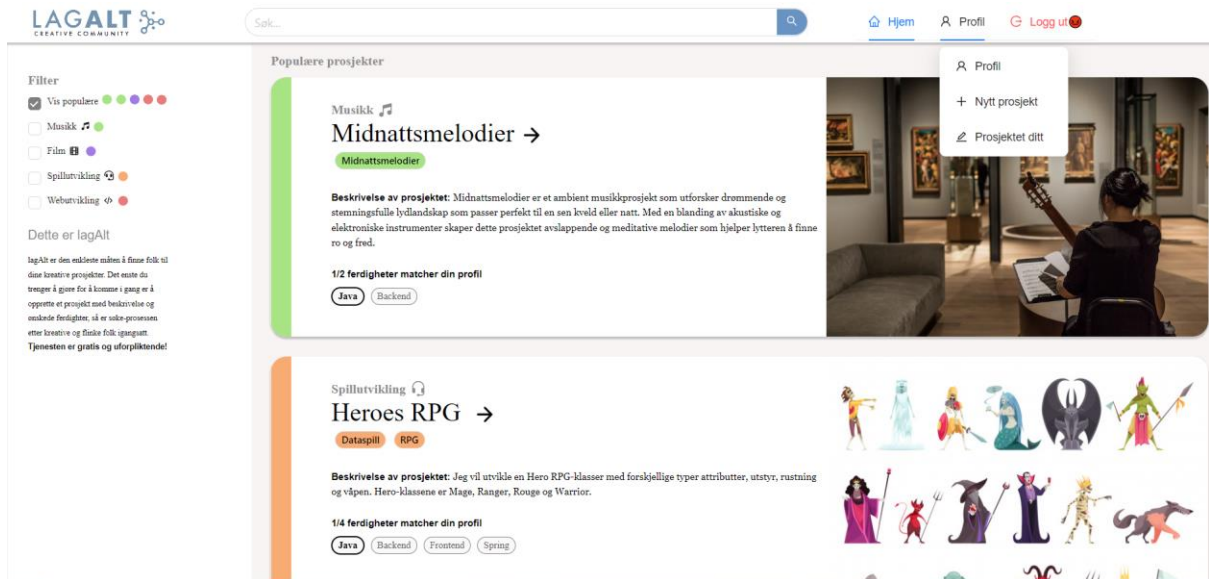 LAGALT
CREATIVE COMMUNITY
Søk...
Hjem
Profil
Logg ut
Profil
Nytt prosjekt
Prosjektet ditt
Filter
Vis populære
Musikk
Film
Spillutvikling
Webutvikling
Dette er lagAlt
lagAlt er den enkleste måten å finne folk til
dine kreative prosjekter. Det enste du
trenger å gjøre for å komme i gang er å
opprette et prosjekt med beskrivelse og
ønskede ferdighter, så er søke-prosessen
etter kreative og flinke folk igangsatt.
Tjenesten er gratis og uforpliktende!
Populære prosjekter
Musikk
Midnattsmelodier →
Midnattsmelodier
Beskrivelse av prosjektet: Midnattsmelodier er et ambient musikkprosjekt som utforsker drømmende og
stemningsfulle lydlandskap som passer perfekt til en sen kveld eller natt. Med en blanding av akustiske og
elektroniske instrumenter skaper dette prosjektet avslappende og meditative melodier som hjelper lytteren å finne
ro og fred.
1/2 ferdigheter matcher din profil
Java Backend
Spillutvikling
Heroes RPG →
Dataspill RPG
Beskrivelse av prosjektet: Jeg vil utvikle en Hero RPG-klasser med forskjellige typer attributter, utstyr, rustning
og våpen. Hero-klassene er Mage, Ranger, Rouge og Warrior.
1/4 ferdigheter matcher din profil
Java Backend Frontend Spring